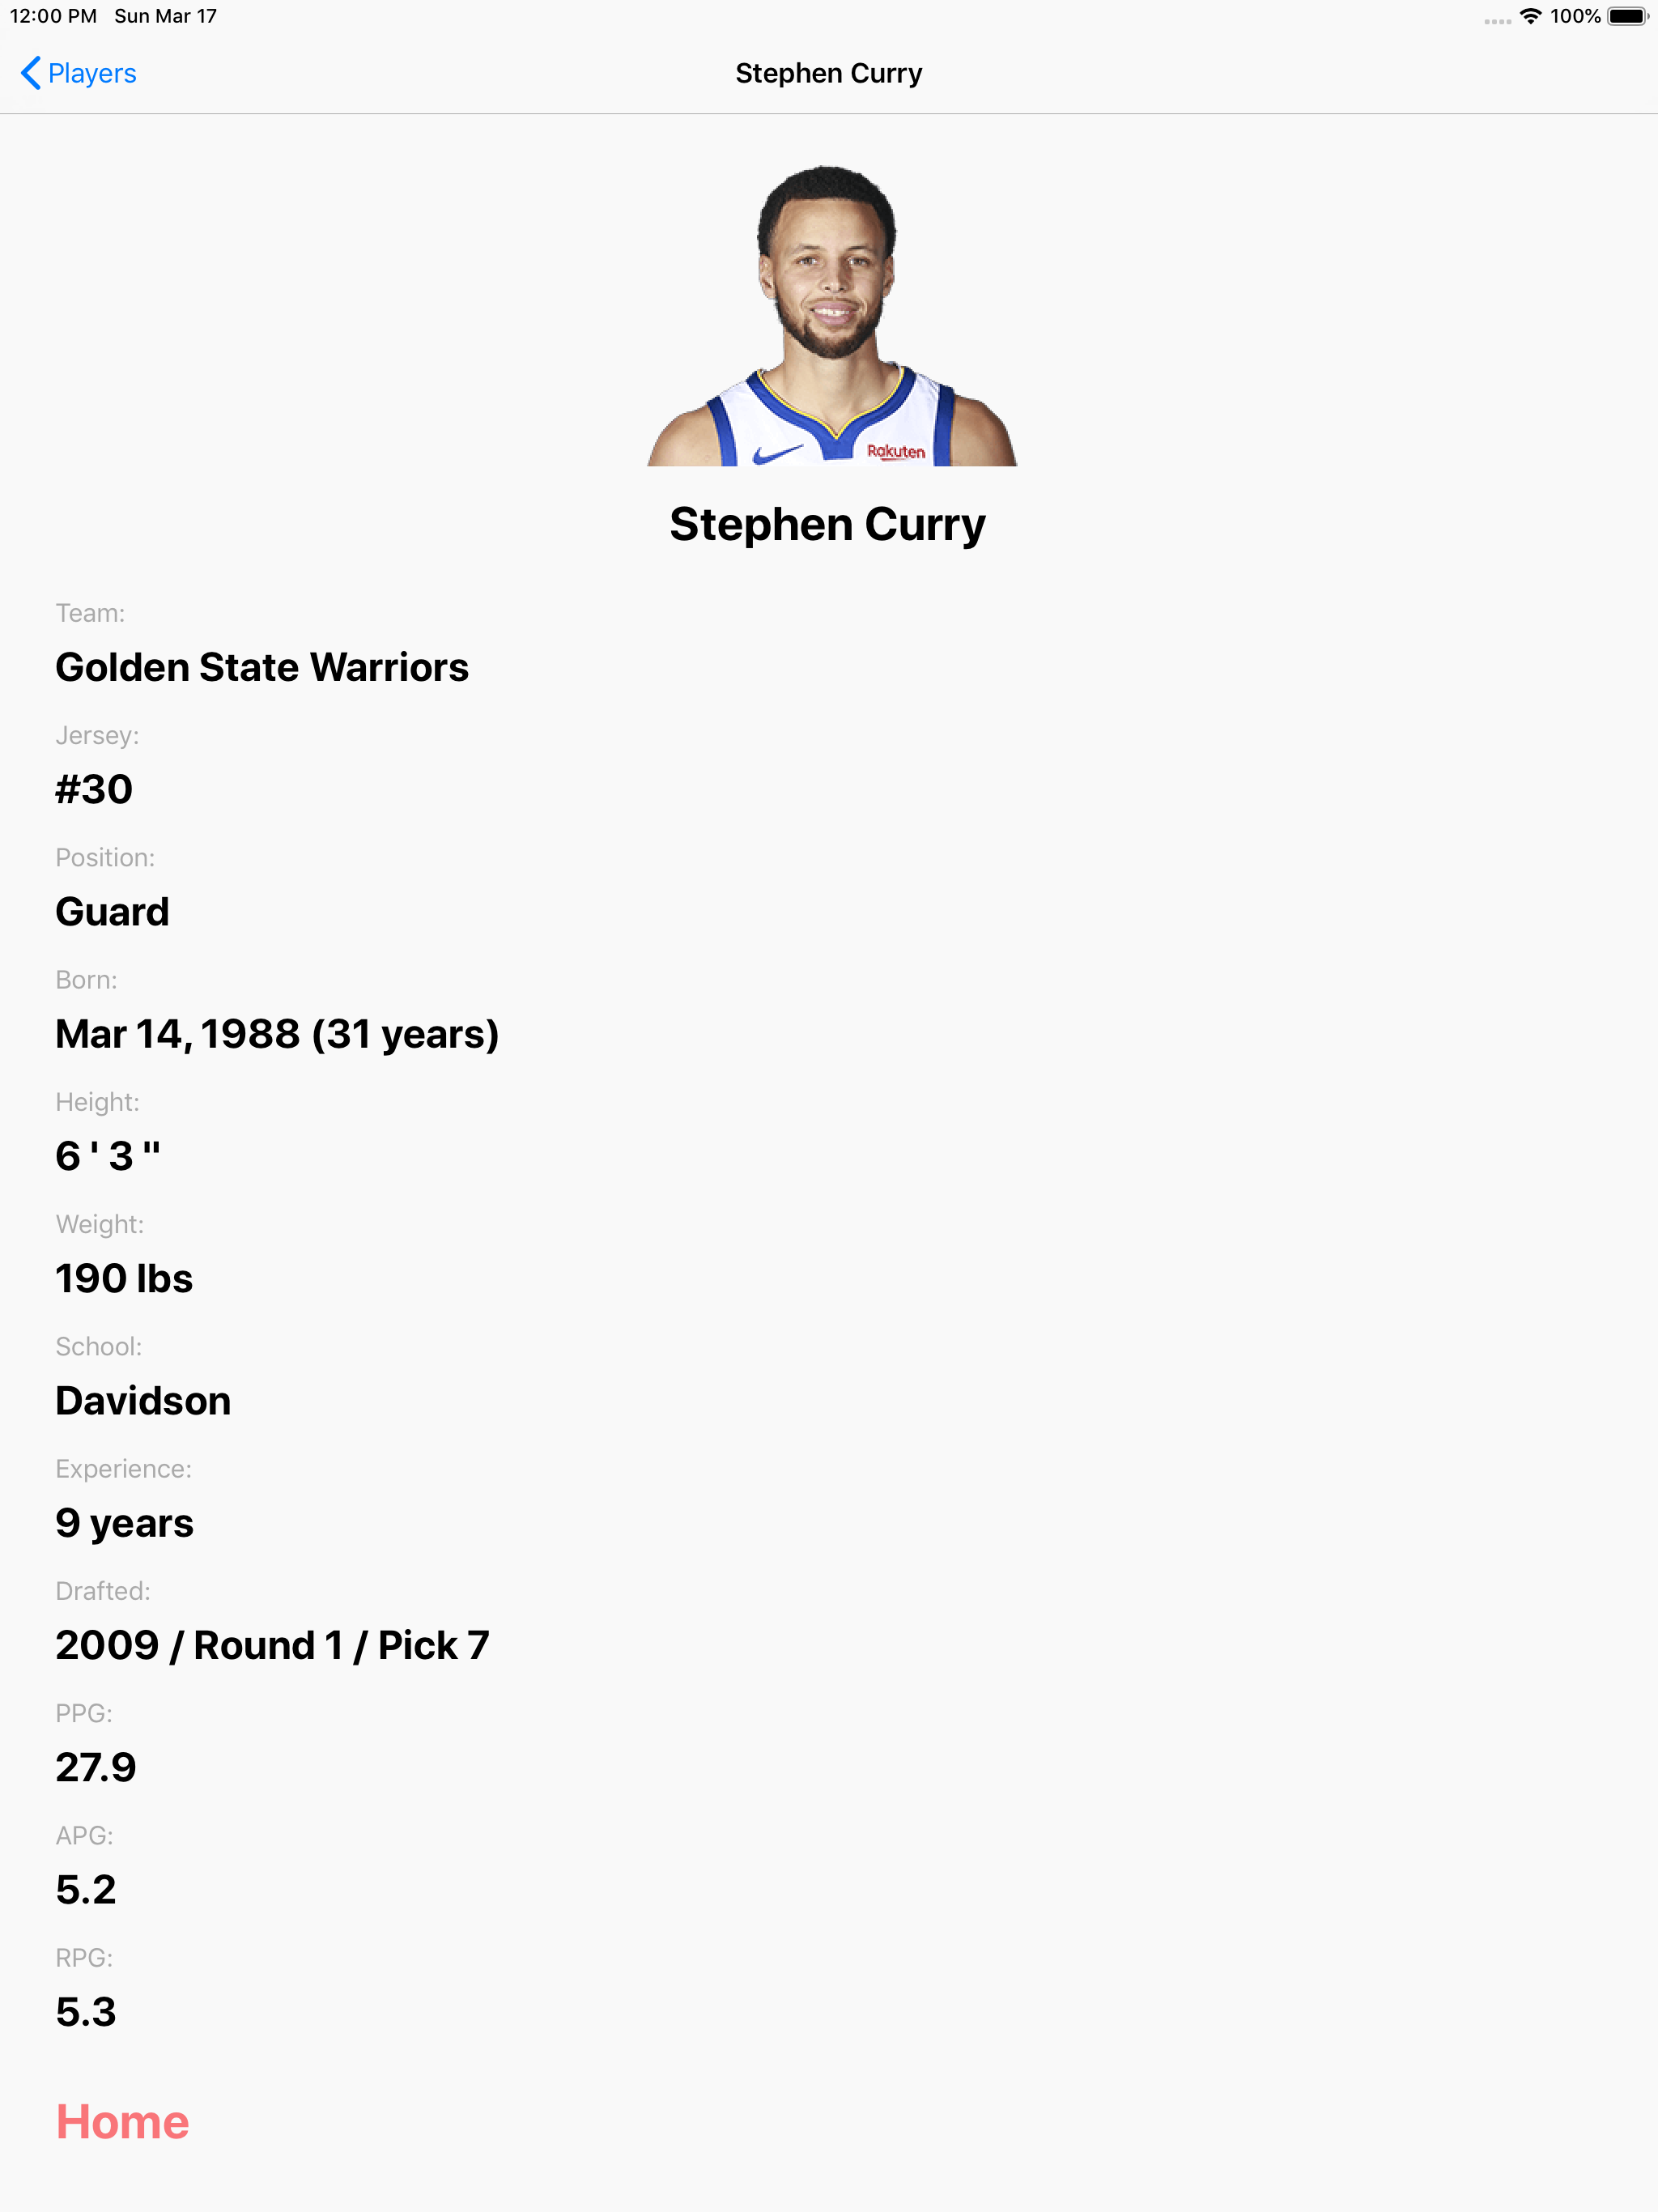 12:00 PM Sun Mar 17 100%
Players Stephen Curry
Rakuten
Stephen Curry
Team:
Golden State Warriors
Jersey:
#30
Position:
Guard
Born:
Mar 14, 1988 (31 years)
Height:
6 ' 3 "
Weight:
190 lbs
School:
Davidson
Experience:
9 years
Drafted:
2009 / Round 1 / Pick 7
PPG:
27.9
APG:
5.2
RPG:
5.3
Home